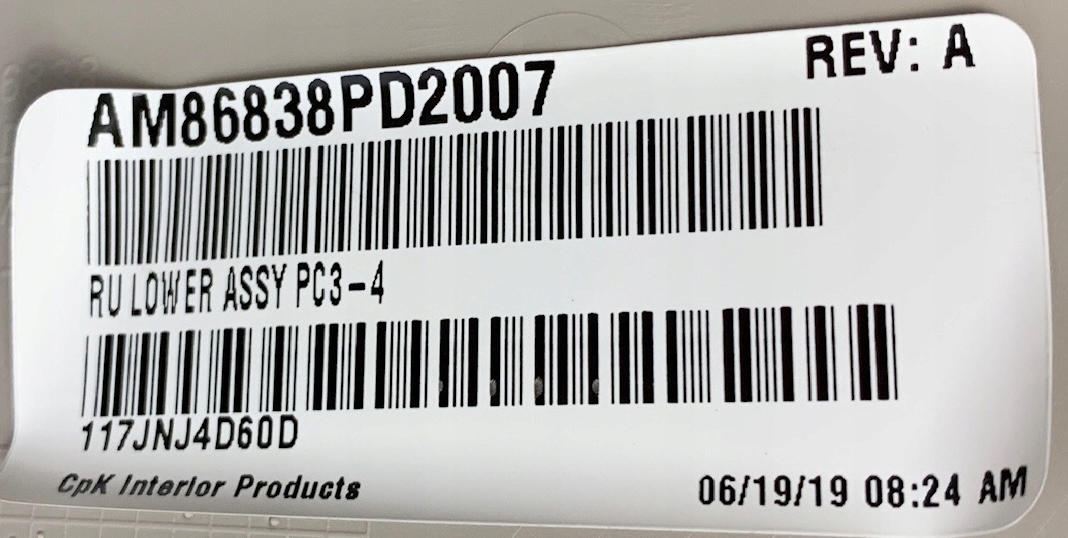 AM86838PD2007
REV: A
RU LOWER ASSY PC3-4
117JNJ4D60D
CpK Interior Products
06/19/19 08:24 AM